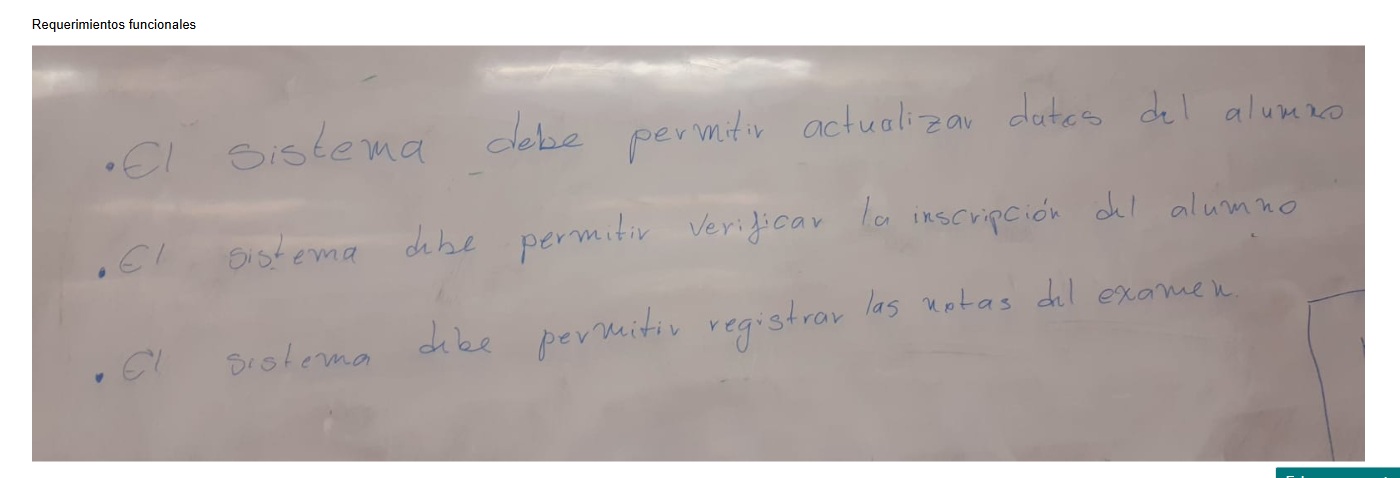 Requerimientos funcionales
• El sistema debe permitir actualizar datos del alumno
• El sistema debe permitir verificar la inscripción del alumno
• El sistema debe permitir registrar las notas del examen.